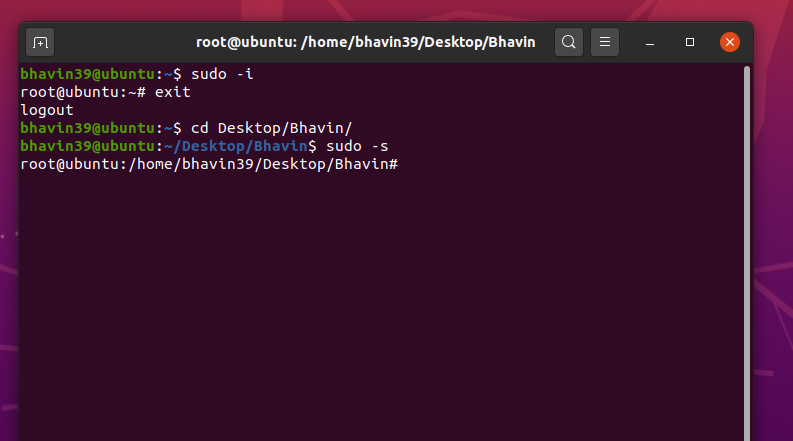 root@ubuntu: /home/bhavin39/Desktop/Bhavin
bhavin39@ubuntu:~$ sudo -i
root@ubuntu:~# exit
logout
bhavin39@ubuntu:~$ cd Desktop/Bhavin/
bhavin39@ubuntu:~/Desktop/Bhavin$ sudo -s
root@ubuntu:/home/bhavin39/Desktop/Bhavin#